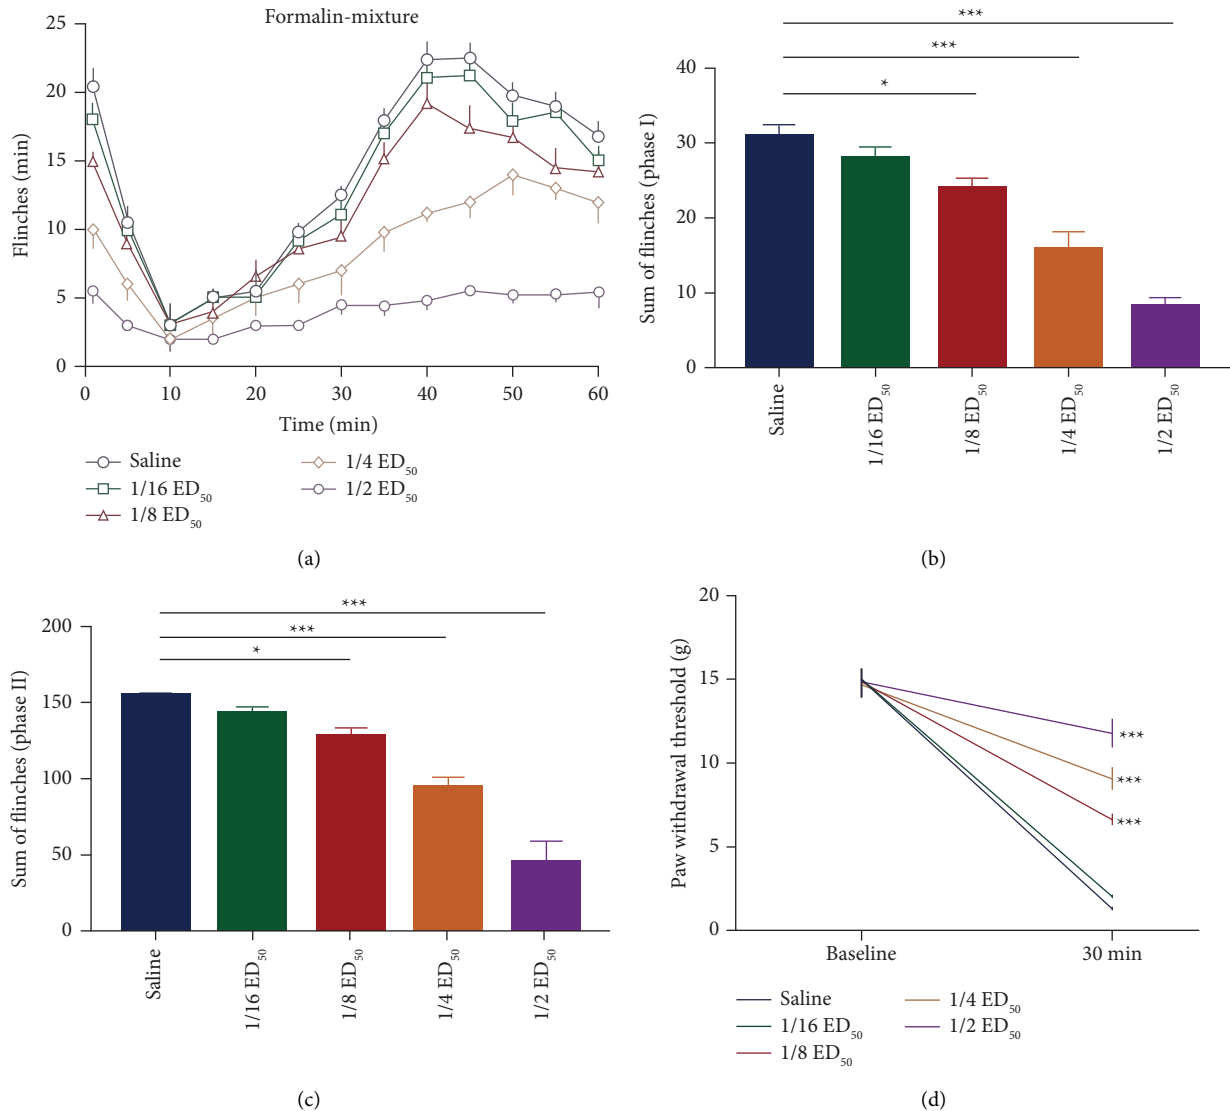 Formalin-mixture
Flinches (min)
25
20
15
10
5
0
0 10 20 30 40 50 60
Time (min)
Saline
1/16 ED50
1/8 ED50
1/4 ED50
1/2 ED50
(a)
***
***
*
Sum of flinches (phase I)
40
30
20
10
0
Saline
1/16 ED50
1/8 ED50
1/4 ED50
1/2 ED50
(b)
***
***
*
Sum of flinches (phase II)
200
150
100
50
0
Saline
1/16 ED50
1/8 ED50
1/4 ED50
1/2 ED50
(c)
Paw withdrawal threshold (g)
20
15
10
5
0
***
***
***
Baseline 30 min
Saline
1/16 ED50
1/8 ED50
1/4 ED50
1/2 ED50
(d)